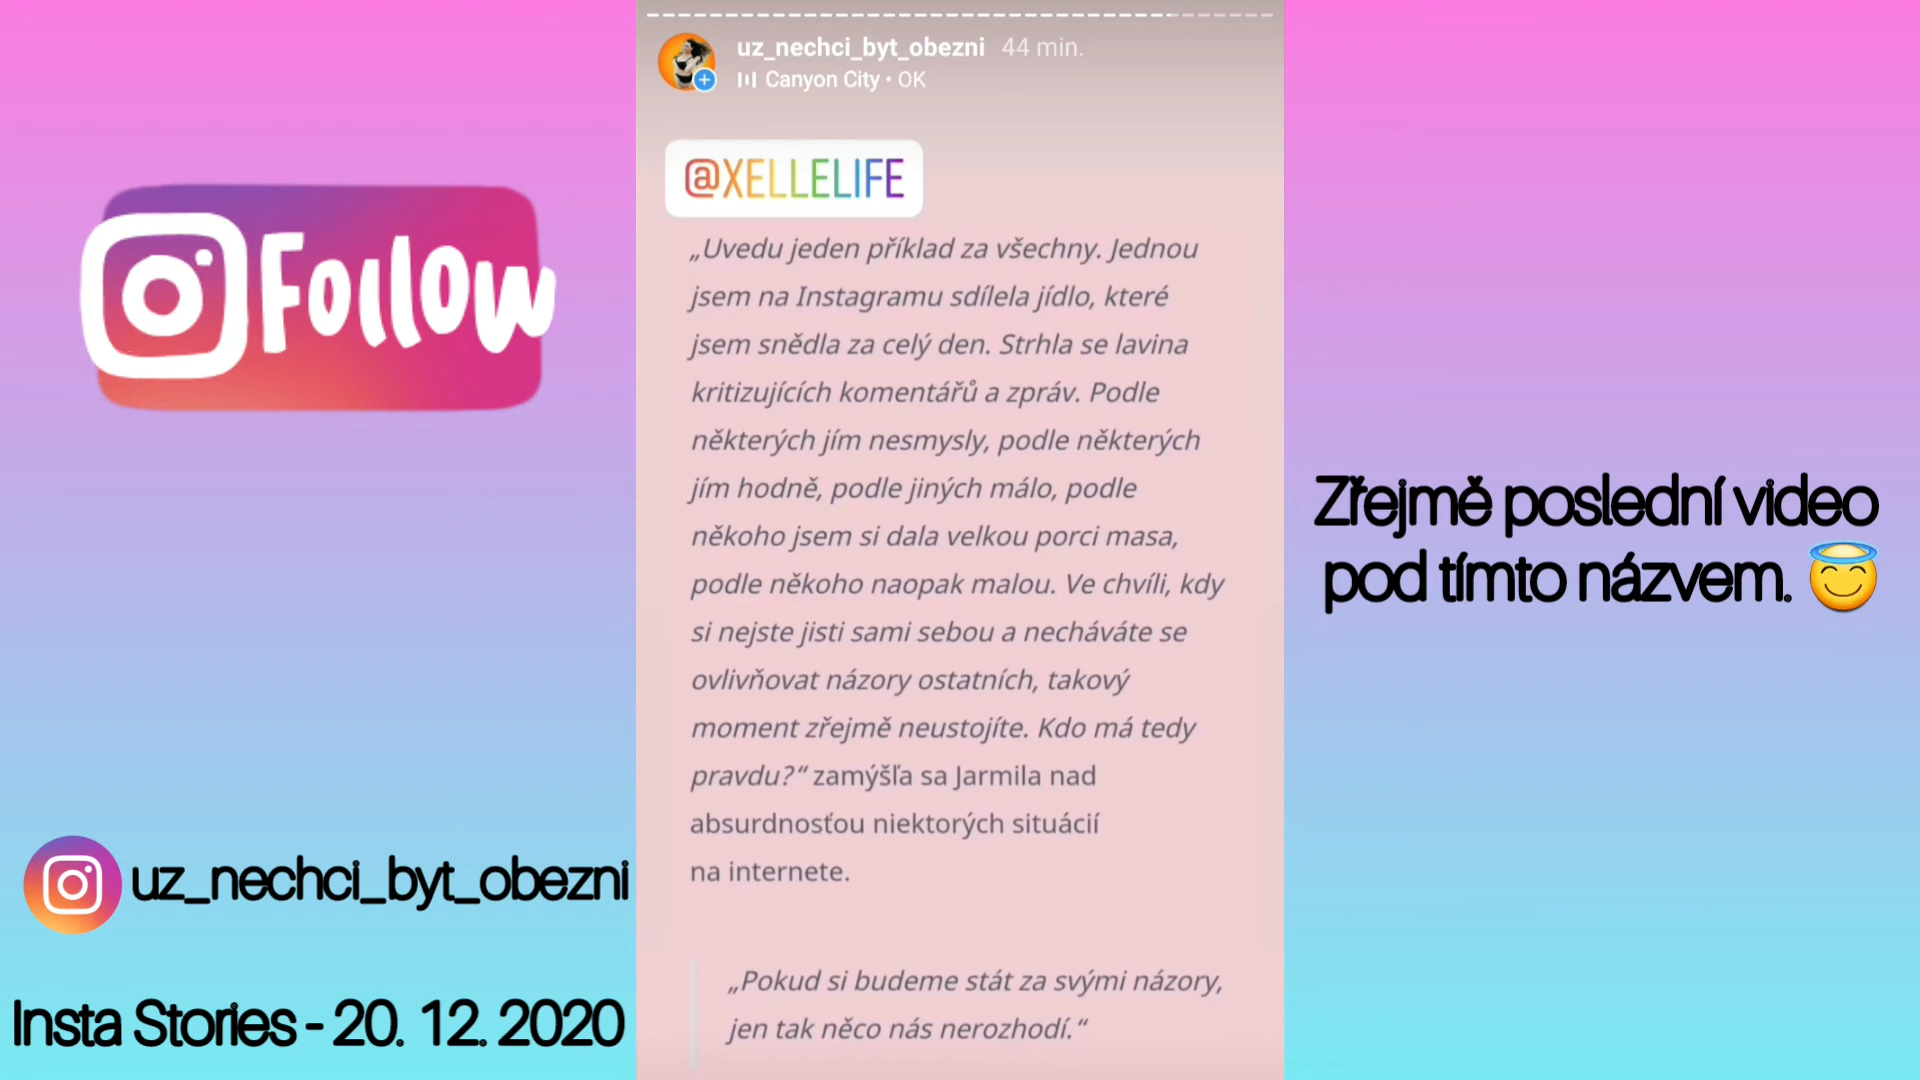 uz_nechci_byt_obezni 44 min.
Canyon City • OK
@XELLELIFE
„Uvedu jeden příklad za všechny. Jednou
jsem na Instagramu sdílela jídlo, které
jsem snědla za celý den. Strhla se lavina
kritizujících komentářů a zpráv. Podle
některých jím nesmysly, podle některých
jím hodně, podle jiných málo, podle
někoho jsem si dala velkou porci masa,
podle někoho naopak malou. Ve chvíli, kdy
si nejste jisti sami sebou a necháváte se
ovlivňovat názory ostatních, takový
moment zřejmě neustojíte. Kdo má tedy
pravdu?“ zamýšľa sa Jarmila nad
absurdnosťou niektorých situácií
na internete.
„Pokud si budeme stát za svými názory,
jen tak něco nás nerozhodí.“
Follow
uz_nechci_byt_obezni
Insta Stories - 20. 12. 2020
Zřejmě poslední video
pod tímto názvem. 😇